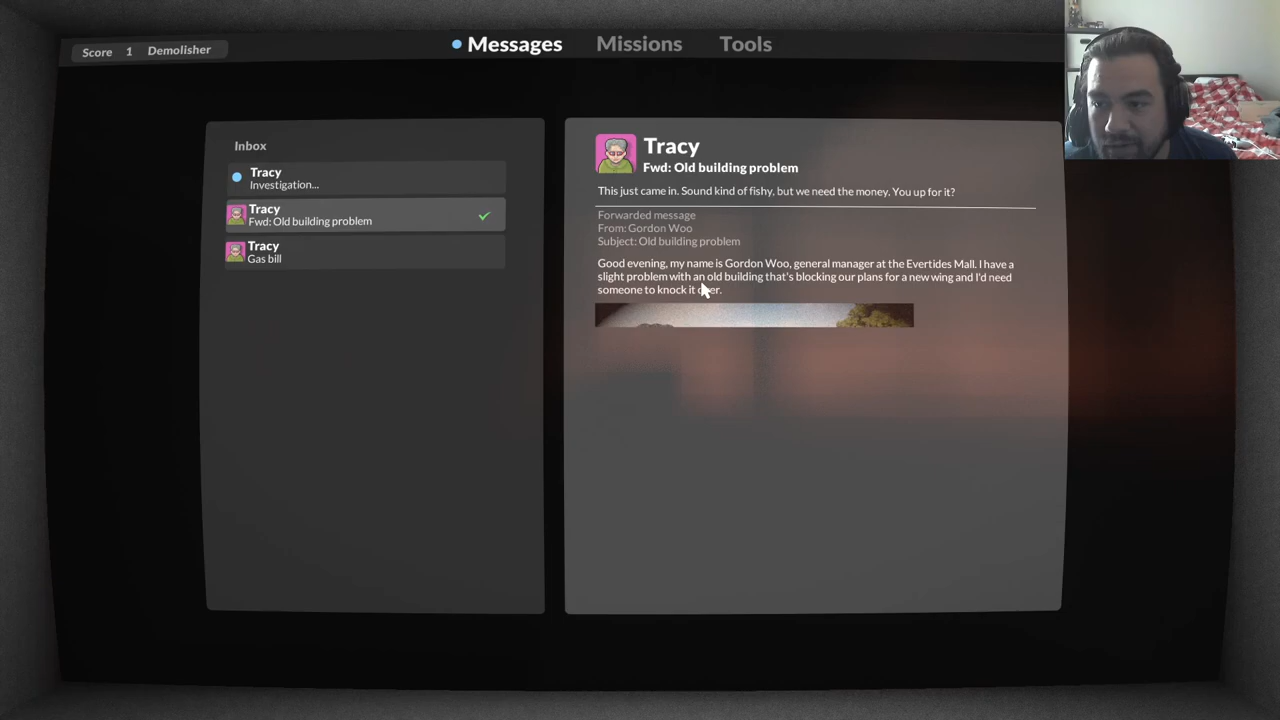 Score 1 Demolisher
Messages Missions Tools
Inbox
Tracy
Investigation...
Tracy
Fwd: Old building problem
Tracy
Gas bill
Tracy
Fwd: Old building problem
This just came in. Sound kind of fishy, but we need the money, You up for it?
Forwarded message
From: Gordon Woo
Subject: Old building problem
Good evening, my name is Gordon Woo, general manager at the Evertides Mall. I have a
slight problem with an old building that's blocking our plans for a new wing and I'd need
someone to knock it over.